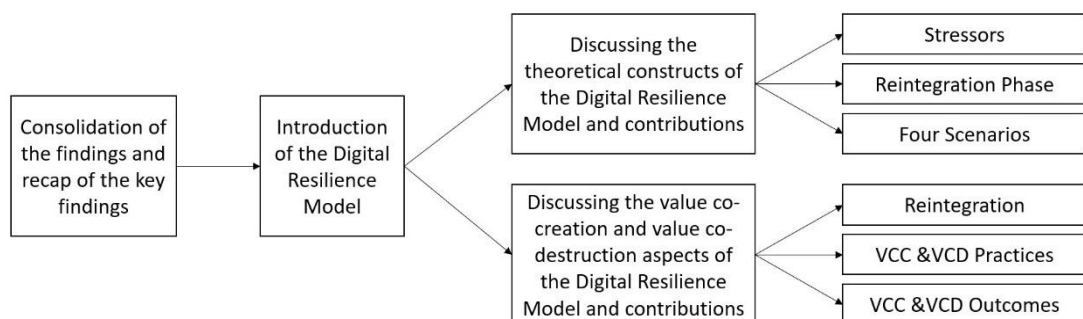 Consolidation of
the findings and
recap of the key
findings
Introduction
of the Digital
Resilience
Model
Discussing the
theoretical constructs of
the Digital Resilience
Model and contributions
Stressors
Reintegration Phase
Four Scenarios
Discussing the value co-
creation and value co-
destruction aspects of
the Digital Resilience
Model and contributions
Reintegration
VCC &VCD Practices
VCC &VCD Outcomes